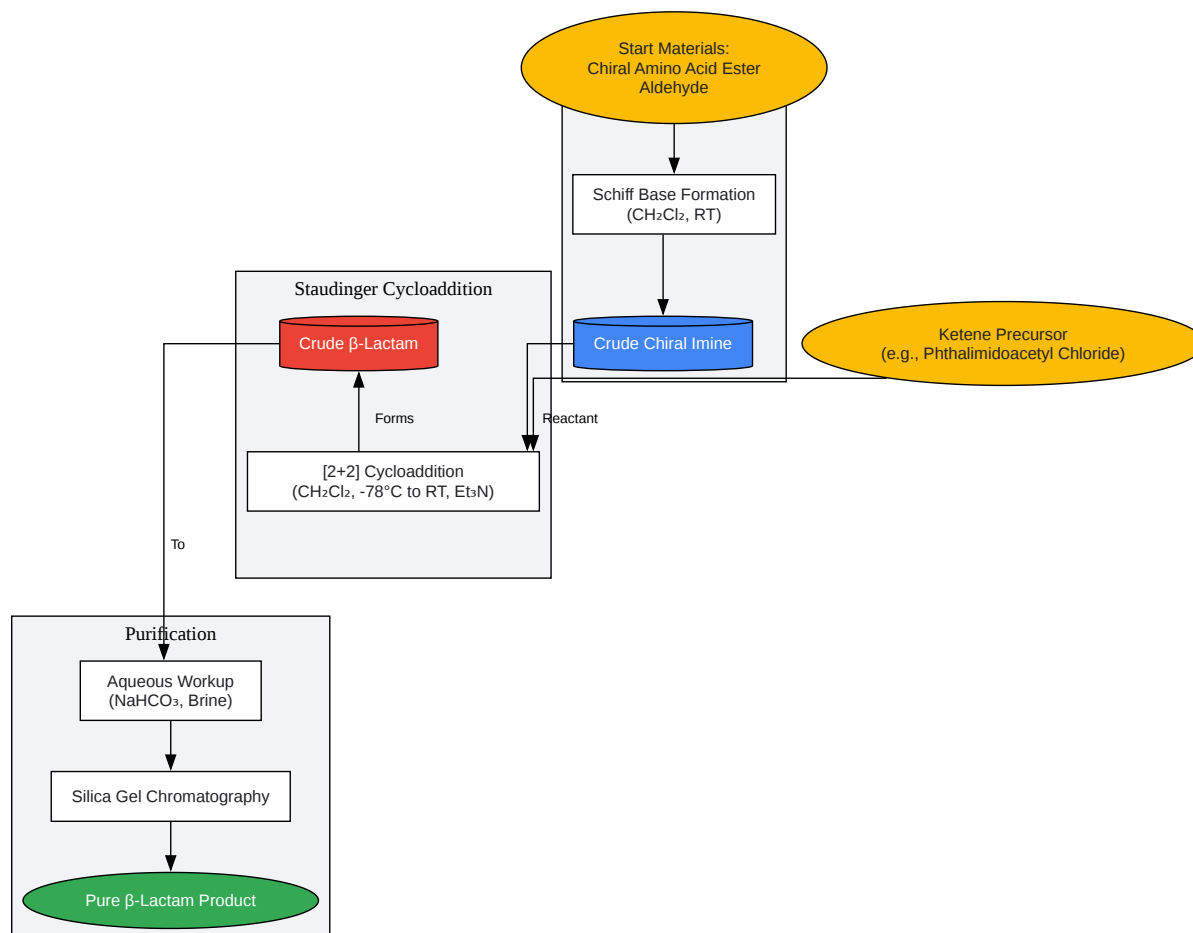 Start Materials:
Chiral Amino Acid Ester
Aldehyde
Schiff Base Formation
(CH₂Cl₂, RT)
Staudinger Cycloaddition
Crude β-Lactam
Crude Chiral Imine
Ketene Precursor
(e.g., Phthalimidoacetyl Chloride)
Forms
Reactant
[2+2] Cycloaddition
(CH₂Cl₂, -78°C to RT, Et₃N)
To
Purification
Aqueous Workup
(NaHCO₃, Brine)
Silica Gel Chromatography
Pure β-Lactam Product